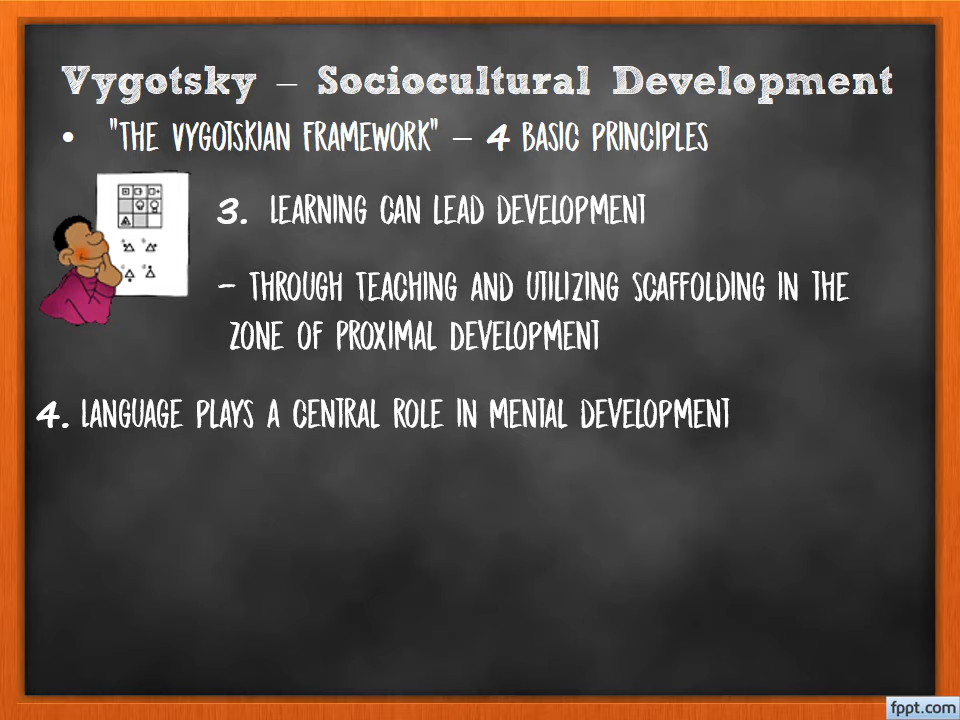 Vygotsky – Sociocultural Development
• "THE VYGOTSKIAN FRAMEWORK" – 4 BASIC PRINCIPLES
3. LEARNING CAN LEAD DEVELOPMENT
- THROUGH TEACHING AND UTILIZING SCAFFOLDING IN THE
ZONE OF PROXIMAL DEVELOPMENT
4. LANGUAGE PLAYS A CENTRAL ROLE IN MENTAL DEVELOPMENT
fppt.com